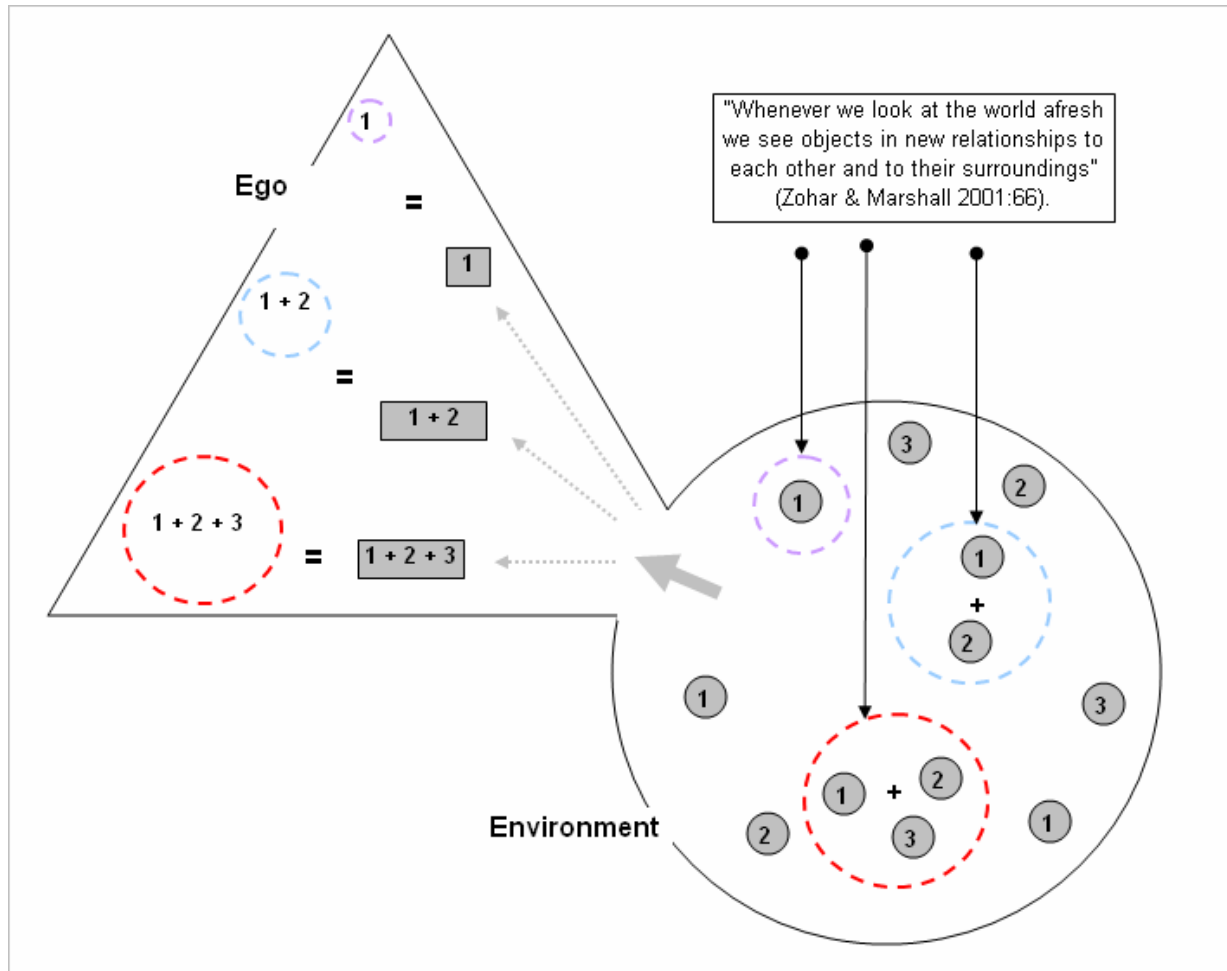 "Whenever we look at the world afresh
we see objects in new relationships to
each other and to their surroundings"
(Zohar & Marshall 2001:66).
1
Ego
=
1
1 + 2
=
1 + 2
1 + 2 + 3
=
1 + 2 + 3
3
2
1
1
+
2
1
3
1
+
2
3
2
1
Environment